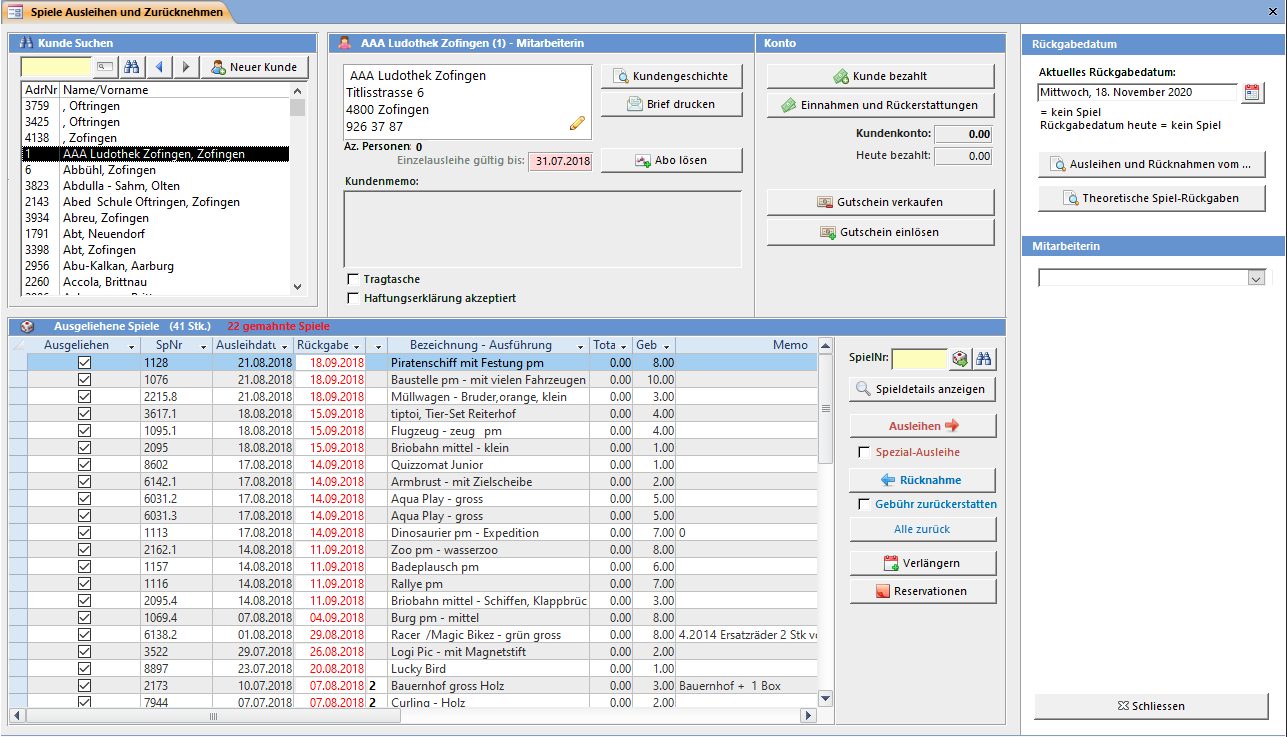 Spiele Ausleihen und Zurücknehmen
Kunde Suchen
Neuer Kunde
AdrNr Name/Vorname
3759 , Oftringen
3425 , Oftringen
4138 , Zofingen
1 AAA Ludothek Zofingen, Zofingen
6 Abbühl, Zofingen
3823 Abdulla - Sahm, Olten
2143 Abed Schule Oftringen, Zofingen
3934 Abreu, Zofingen
1791 Abt, Neuendorf
3398 Abt, Zofingen
2956 Abu-Kalkan, Aarburg
2260 Accola, Brittnau
AAA Ludothek Zofingen (1) - Mitarbeiterin
AAA Ludothek Zofingen
Titlisstrasse 6
4800 Zofingen
926 37 87
Kundengeschichte
Brief drucken
Az. Personen: 0
Einzelausleihe gültig bis: 31.07.2018
Abo lösen
Kundenmemo:
Tragtasche
Haftungserklärung akzeptiert
Konto
Kunde bezahlt
Einnahmen und Rückerstattungen
Kundenkonto: 0.00
Heute bezahlt: 0.00
Gutschein verkaufen
Gutschein einlösen
Rückgabedatum
Aktuelles Rückgabedatum:
Mittwoch, 18. November 2020
= kein Spiel
Rückgabedatum heute = kein Spiel
Ausleihen und Rücknahmen vom ...
Theoretische Spiel-Rückgaben
Mitarbeiterin
Ausgeliehene Spiele (41 Stk.) 22 gemahnte Spiele
Ausgeliehen SpNr Ausleihdatu Rückgabe Bezeichnung - Ausführung Tota Geb Memo
1128 21.08.2018 18.09.2018 Piratenschiff mit Festung pm 0.00 8.00
1076 21.08.2018 18.09.2018 Baustelle pm - mit vielen Fahrzeugen 0.00 10.00
2215.8 21.08.2018 18.09.2018 Müllwagen - Bruder,orange, klein 0.00 3.00
3617.1 18.08.2018 15.09.2018 tiptoi, Tier-Set Reiterhof 0.00 4.00
1095.1 18.08.2018 15.09.2018 Flugzeug - zeug pm 0.00 4.00
2095 18.08.2018 15.09.2018 Briobahn mittel - klein 0.00 1.00
8602 17.08.2018 14.09.2018 Quizzomat Junior 0.00 1.00
6142.1 17.08.2018 14.09.2018 Armbrust - mit Zielscheibe 0.00 2.00
6031.2 17.08.2018 14.09.2018 Aqua Play - gross 0.00 5.00
6031.3 17.08.2018 14.09.2018 Aqua Play - gross 0.00 5.00
1113 17.08.2018 14.09.2018 Dinosaurier pm - Expedition 0.00 7.00 0
2162.1 14.08.2018 11.09.2018 Zoo pm - wasserzoo 0.00 8.00
1157 14.08.2018 11.09.2018 Badeplausch pm 0.00 6.00
1116 14.08.2018 11.09.2018 Rallye pm 0.00 7.00
2095.4 14.08.2018 11.09.2018 Briobahn mittel - Schiffen, Klappbrüc 0.00 3.00
1069.4 07.08.2018 04.09.2018 Burg pm - mittel 0.00 8.00
6138.2 01.08.2018 29.08.2018 Racer /Magic Bikez - grün gross 0.00 8.00 4.2014 Ersatzräder 2 Stk vo
3522 29.07.2018 26.08.2018 Logi Pic - mit Magnetstift 0.00 2.00
8897 23.07.2018 20.08.2018 Lucky Bird 0.00 1.00
2173 10.07.2018 07.08.2018 2 Bauernhof gross Holz 0.00 3.00 Bauernhof + 1 Box
7944 07.07.2018 07.08.2018 2 Curling - Holz 0.00 2.00
SpielNr:
Spieldetails anzeigen
Ausleihen
Spezial-Ausleihe
Rücknahme
Gebühr zurückerstatten
Alle zurück
Verlängern
Reservationen
Schliessen